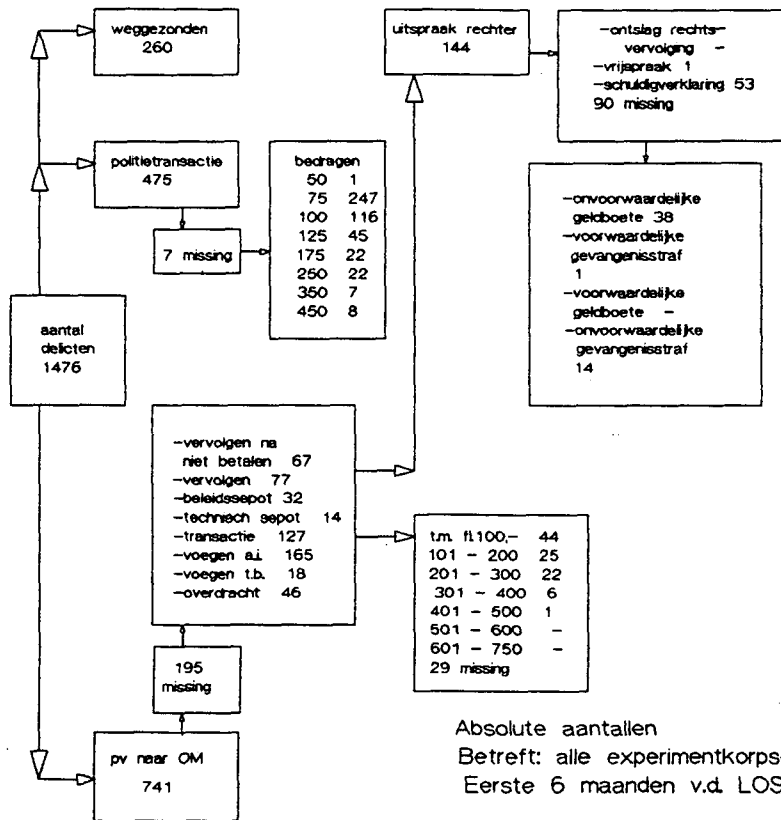 weggezonden
260
politietransactie
475
7 missing
bedragen
50 1
75 247
100 116
125 45
175 22
250 22
350 7
450 8
aantal
delicten
1476
uitspraak rechter
144
-ontslag rechts-
vervolging -
-vrijspraak 1
-schuldigverklaring 53
90 missing
-onvoorwaardelijke
geldboete 38
-voorwaardelijke
gevangenisstraf
1
-voorwaardelijke
geldboete -
-onvoorwaardelijke
gevangenisstraf
14
-vervolgen na
niet betalen 67
-vervolgen 77
-beleidssepot 32
-technisch sepot 14
-transactie 127
-voegen a.i. 165
-voegen t.b. 18
-overdracht 46
t.m. fl.100,- 44
101 - 200 25
201 - 300 22
301 - 400 6
401 - 500 1
501 - 600 -
601 - 750 -
29 missing
195
missing
pv naar OM
741
Absolute aantallen
Betreft: alle experimentkorps
Eerste 6 maanden v.d. LOS